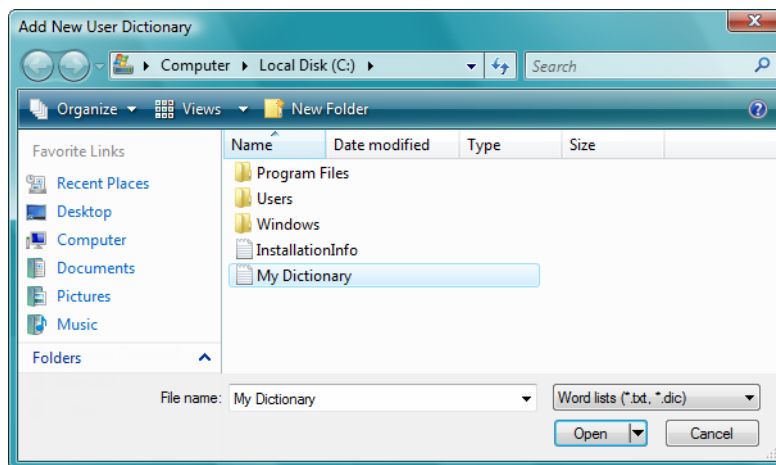 Add New User Dictionary
Computer Local Disk (C:) Search
Organize Views New Folder
Favorite Links
Recent Places
Desktop
Computer
Documents
Pictures
Music
Folders
Name Date modified Type Size
Program Files
Users
Windows
InstallationInfo
My Dictionary
File name: My Dictionary Word lists (*.txt, *.dic)
Open Cancel